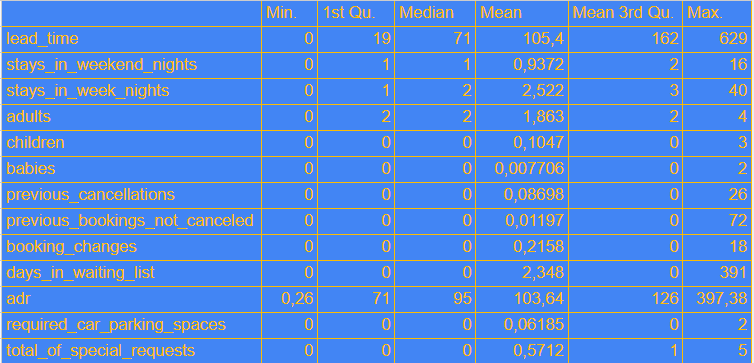 Min. 1st Qu. Median Mean Mean 3rd Qu. Max.
lead_time 0 19 71 105,4 162 629
stays_in_weekend_nights 0 1 1 0,9372 2 16
stays_in_week_nights 0 1 2 2,522 3 40
adults 0 2 2 1,863 2 4
children 0 0 0 0,1047 0 3
babies 0 0 0 0,007706 0 2
previous_cancellations 0 0 0 0,08698 0 26
previous_bookings_not_canceled 0 0 0 0,01197 0 72
booking_changes 0 0 0 0,2158 0 18
days_in_waiting_list 0 0 0 2,348 0 391
adr 0,26 71 95 103,64 126 397,38
required_car_parking_spaces 0 0 0 0,06185 0 2
total_of_special_requests 0 0 0 0,5712 1 5